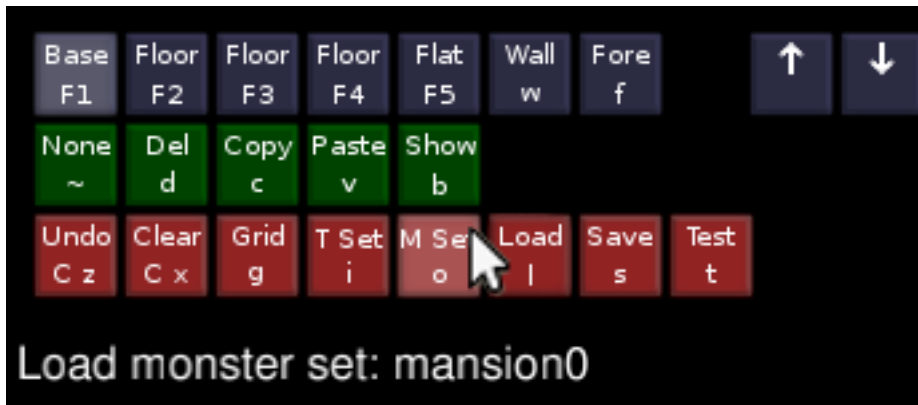 Base Floor Floor Floor Flat Wall Fore ↑ ↓
F1 F2 F3 F4 F5 w f
None Del Copy Paste Show
~ d c v b
Undo Clear Grid T Set M Set Load Save Test
C z C x g i o l s t
Load monster set: mansion0